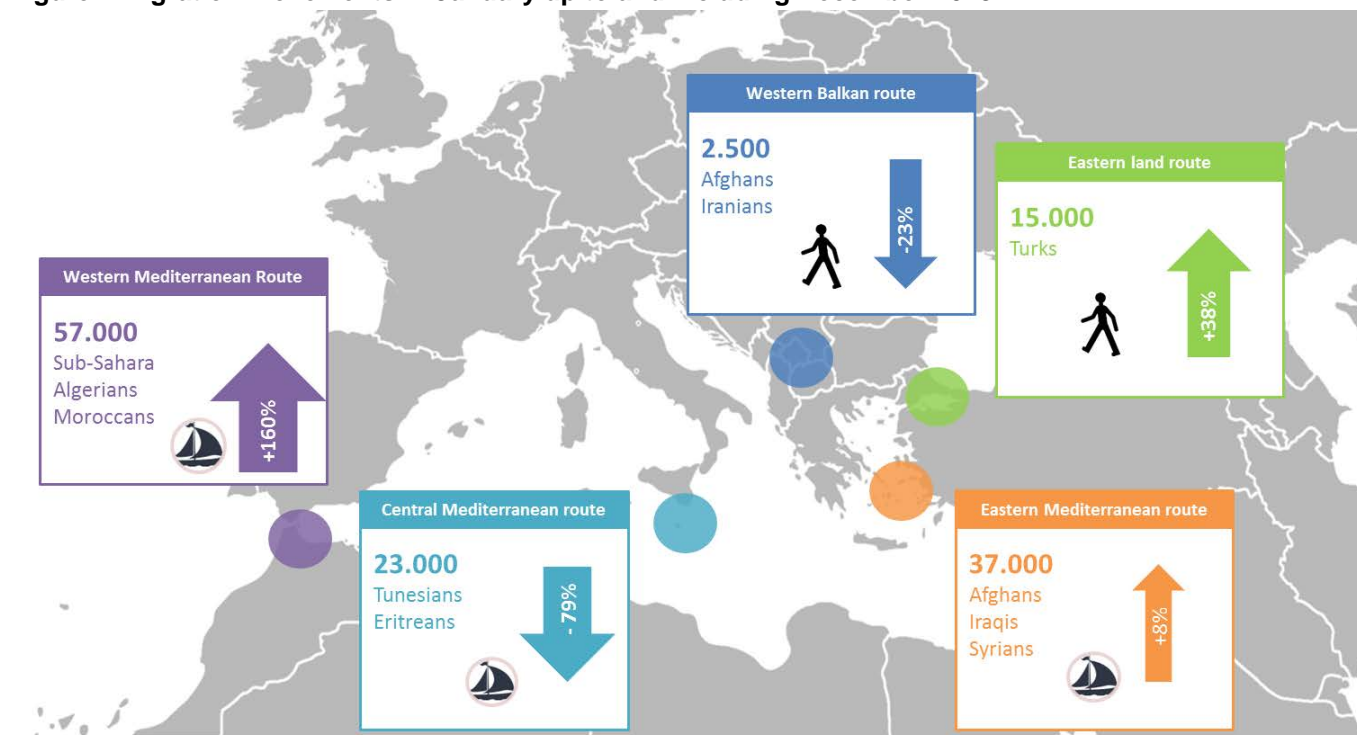 Western Balkan route
2.500
Afghans
Iranians
-23%
Eastern land route
15.000
Turks
+38%
Western Mediterranean Route
57.000
Sub-Sahara
Algerians
Moroccans
+160%
Central Mediterranean route
23.000
Tunesians
Eritreans
- 79%
Eastern Mediterranean route
37.000
Afghans
Iraqis
Syrians
+8%